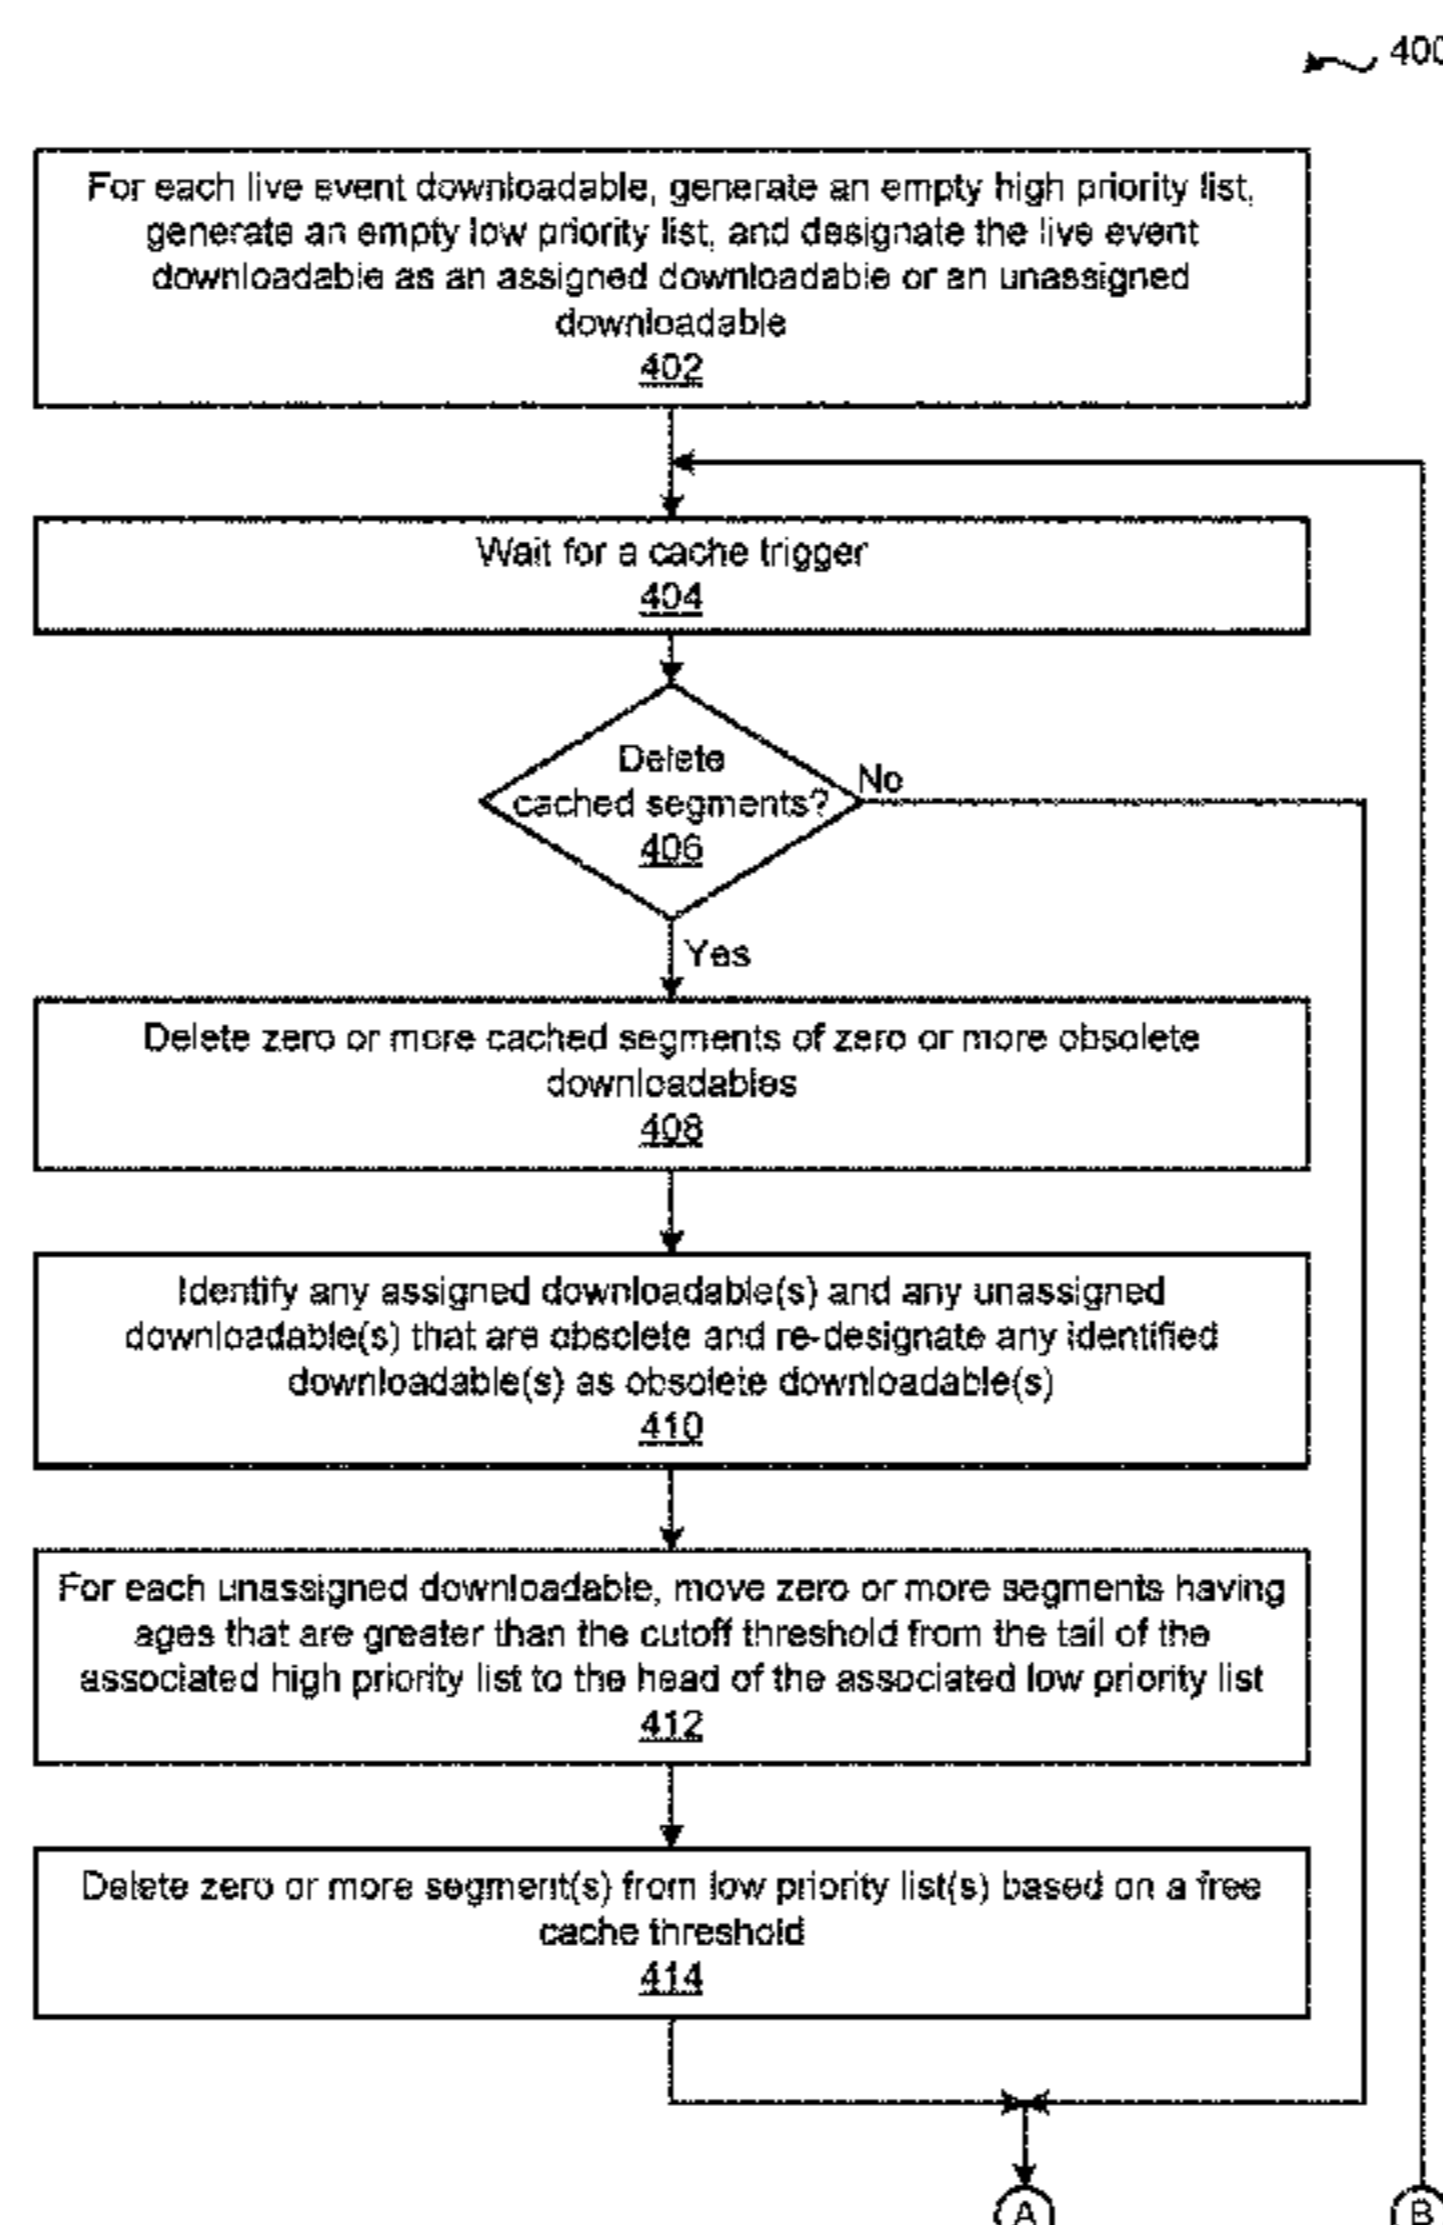 400
For each live event downloadable, generate an empty high priority list,
generate an empty low priority list, and designate the live event
downloadable as an assigned downloadable or an unassigned
downloadable
402
Wait for a cache trigger
404
Delete
cached segments?
406
No
Yes
Delete zero or more cached segments of zero or more obsolete
downloadables
408
Identify any assigned downloadable(s) and any unassigned
downloadable(s) that are obsolete and re-designate any identified
downloadable(s) as obsolete downloadable(s)
410
For each unassigned downloadable, move zero or more segments having
ages that are greater than the cutoff threshold from the tail of the
associated high priority list to the head of the associated low priority list
412
Delete zero or more segment(s) from low priority list(s) based on a free
cache threshold
414
A
B